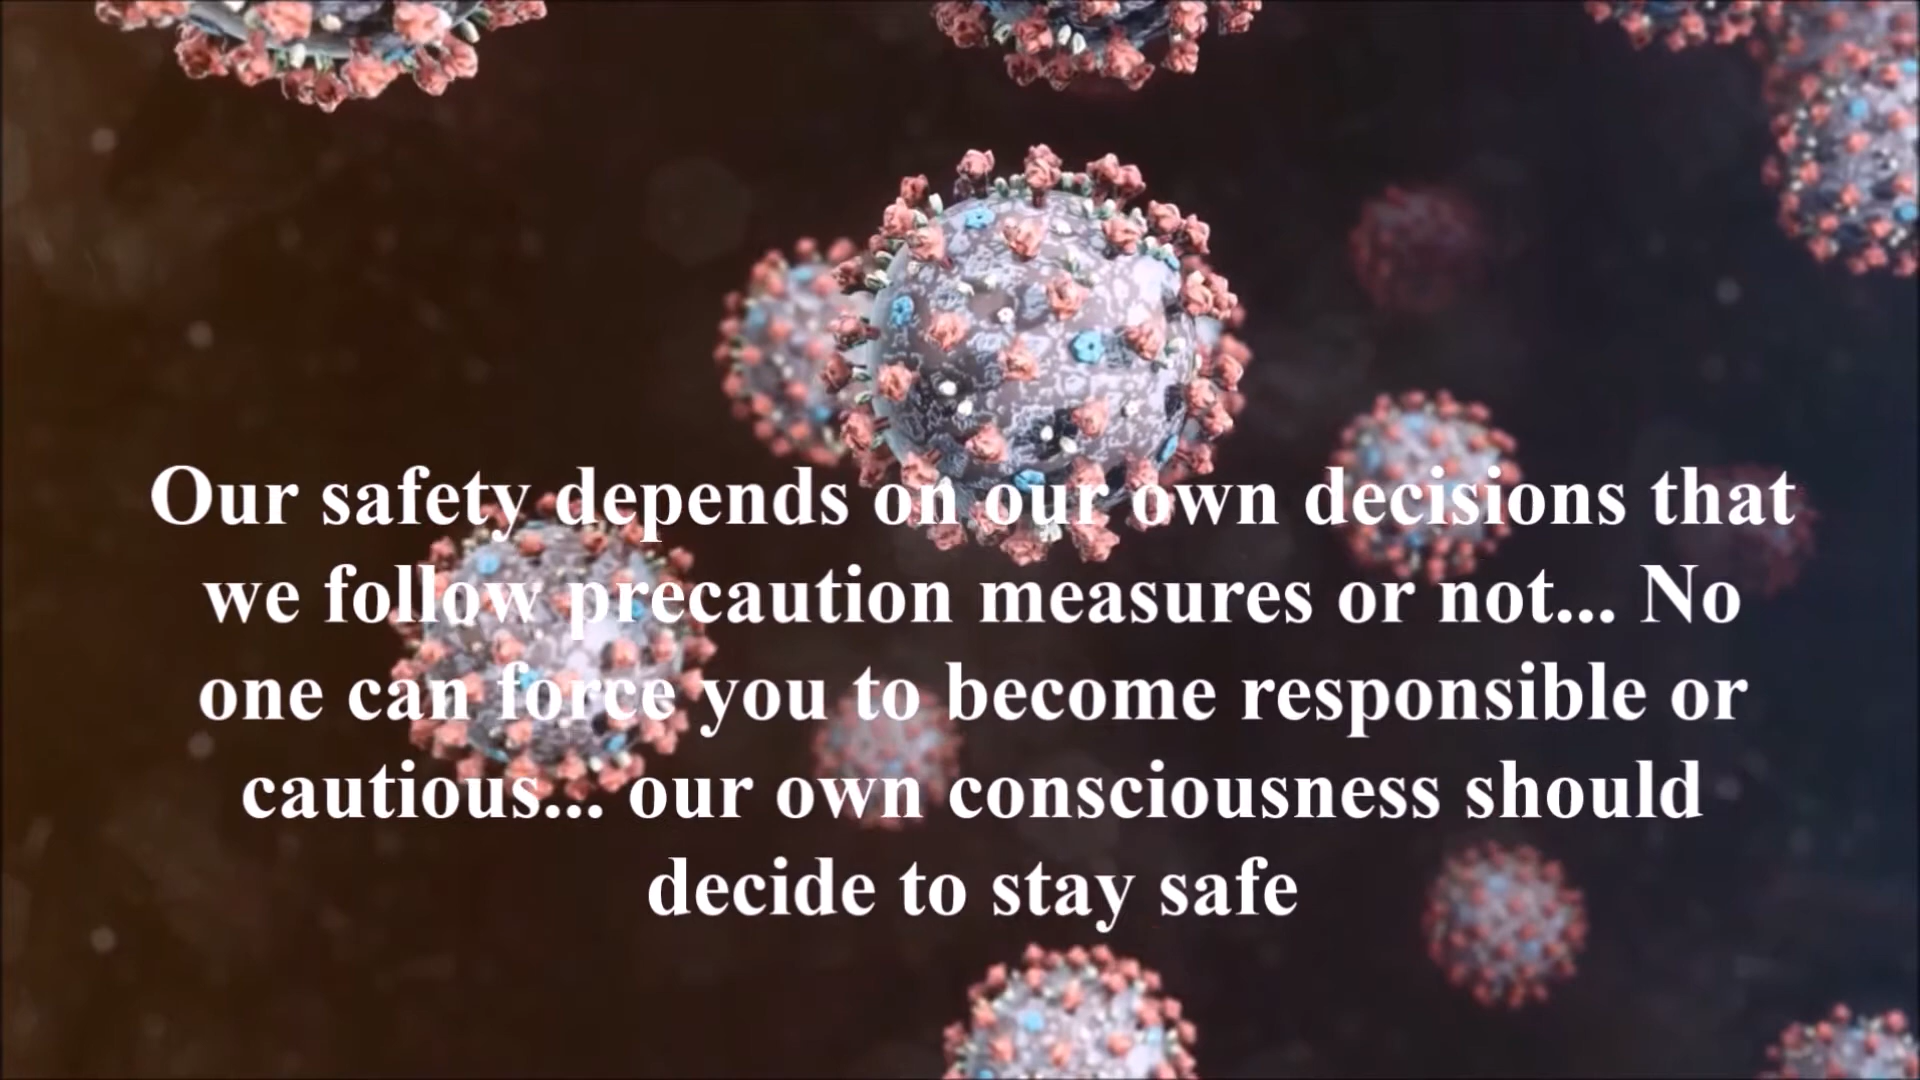 Our safety depends on our own decisions that
we follow precaution measures or not... No
one can force you to become responsible or
cautious... our own consciousness should
decide to stay safe